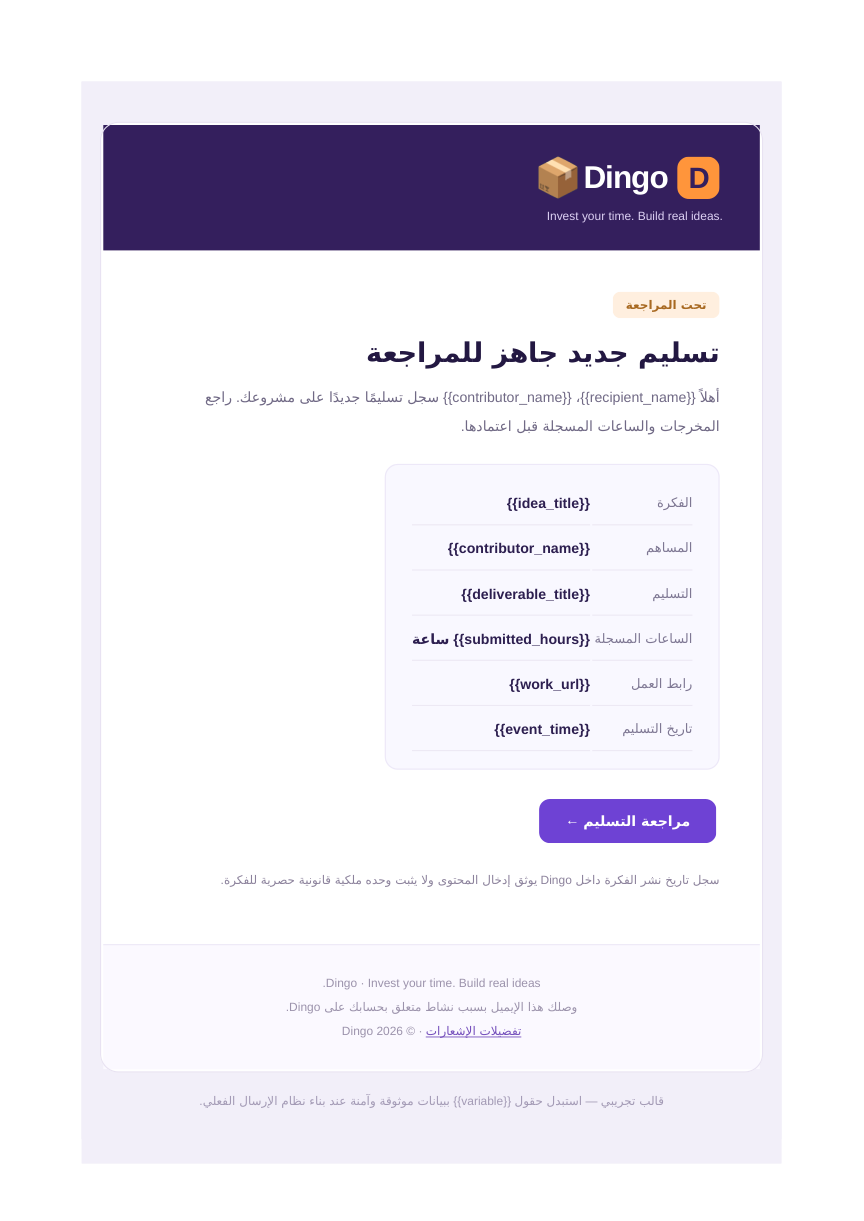 D Dingo
Invest your time. Build real ideas.
تحت المراجعة
تسليم جديد جاهز للمراجعة
أهلاً {{recipient_name}}، {{contributor_name}} سجل تسليمًا جديدًا على مشروعك. راجع
المخرجات والساعات المسجلة قبل اعتمادها.
الفكرة {{idea_title}}
المساهم {{contributor_name}}
التسليم {{deliverable_title}}
الساعات المسجلة {{submitted_hours}} ساعة
رابط العمل {{work_url}}
تاريخ التسليم {{event_time}}
مراجعة التسليم ←
سجل تاريخ نشر الفكرة داخل Dingo يوثق إدخال المحتوى ولا يثبت وحده ملكية قانونية حصرية للفكرة.
Dingo · Invest your time. Build real ideas.
وصلك هذا الإيميل بسبب نشاط متعلق بحسابك على Dingo.
تفضيلات الإشعارات · © 2026 Dingo
قالب تجريبي — استبدل حقول {{variable}} ببيانات موثوقة وآمنة عند بناء نظام الإرسال الفعلي.